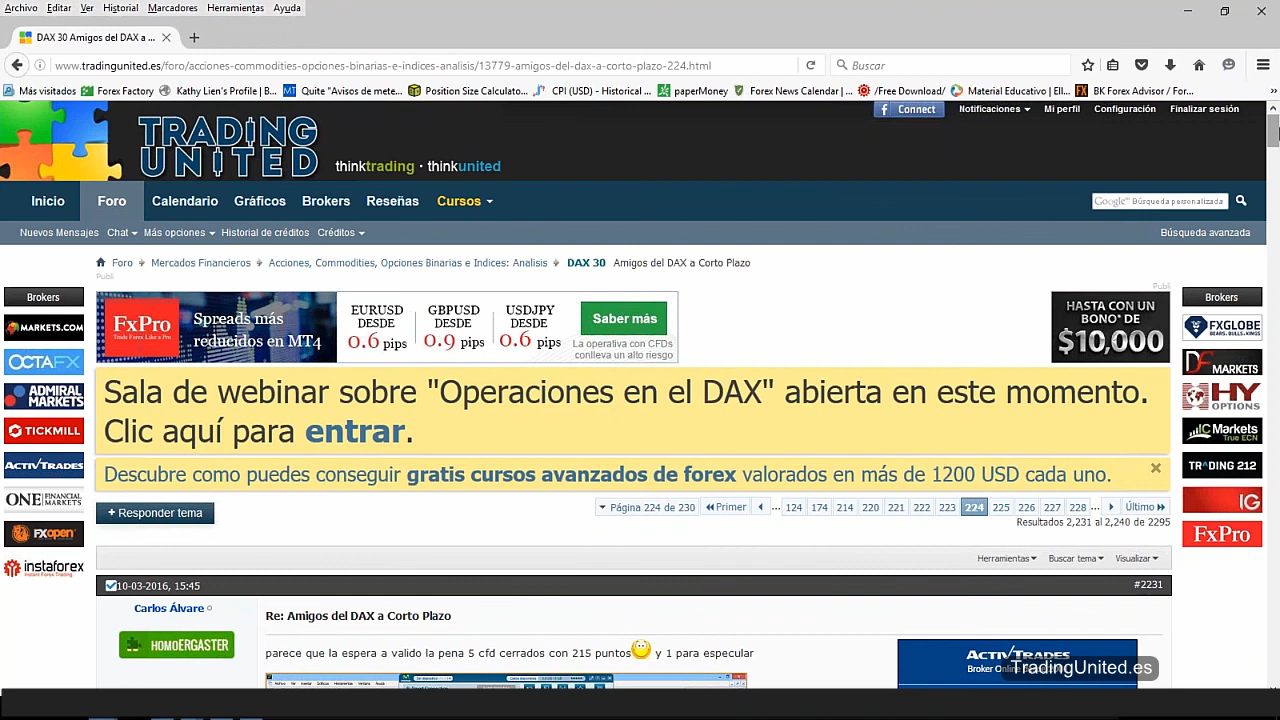 Archivo Editar Ver Historial Marcadores Herramientas Ayuda
DAX 30 Amigos del DAX a ...
www.tradingunited.es/foro/acciones-commodities-opciones-binarias-e-indices-analisis/13779-amigos-del-dax-a-corto-plazo-224.html
Buscar
Más visitados Forex Factory Kathy Lien's Profile | B... Quite "Avisos de mete... Position Size Calculato... CPI (USD) - Historical ... paperMoney Forex News Calendar | ... /Free Download/ Material Educativo | Ell... BK Forex Advisor / For...
Connect Notificaciones Mi perfil Configuración Finalizar sesión
TRADING
UNITED
thinktrading · thinkunited
Inicio Foro Calendario Gráficos Brokers Reseñas Cursos
Google™ Búsqueda personalizada
Nuevos Mensajes Chat Más opciones Historial de créditos Créditos Búsqueda avanzada
Foro Mercados Financieros Acciones, Commodities, Opciones Binarias e Indices: Analisis DAX 30 Amigos del DAX a Corto Plazo
Publi
Publi
Brokers
MARKETS.COM
OCTAFX
ADMIRAL MARKETS
TICKMILL
ACTIVTRADES
ONE FINANCIAL MARKETS
FXOPEN
instaforex
Instant Forex Trading
FxPro
Trade Forex Like a Pro
Spreads más
reducidos en MT4
EURUSD DESDE 0.6 pips
GBPUSD DESDE 0.9 pips
USDJPY DESDE 0.6 pips
Saber más
La operativa con CFDs
conlleva un alto riesgo
HASTA CON UN
BONO* DE
$10,000
Brokers
FXGLOBE
BEARS. BULLS. KINGS.
DF MARKETS
HY OPTIONS
IC Markets
True ECN
TRADING 212
IG
FxPro
Sala de webinar sobre "Operaciones en el DAX" abierta en este momento.
Clic aquí para entrar.
Descubre como puedes conseguir gratis cursos avanzados de forex valorados en más de 1200 USD cada uno.
+ Responder tema
Página 224 de 230 Primer ... 124 174 214 220 221 222 223 224 225 226 227 228 ... Último
Resultados 2,231 al 2,240 de 2295
Herramientas Buscar tema Visualizar
10-03-2016, 15:45 #2231
Carlos Álvare
HOMOERGASTER
Re: Amigos del DAX a Corto Plazo
parece que la espera a valido la pena 5 cfd cerrados con 215 puntos y 1 para especular
ACTIVTRADES
TradingUnited.es